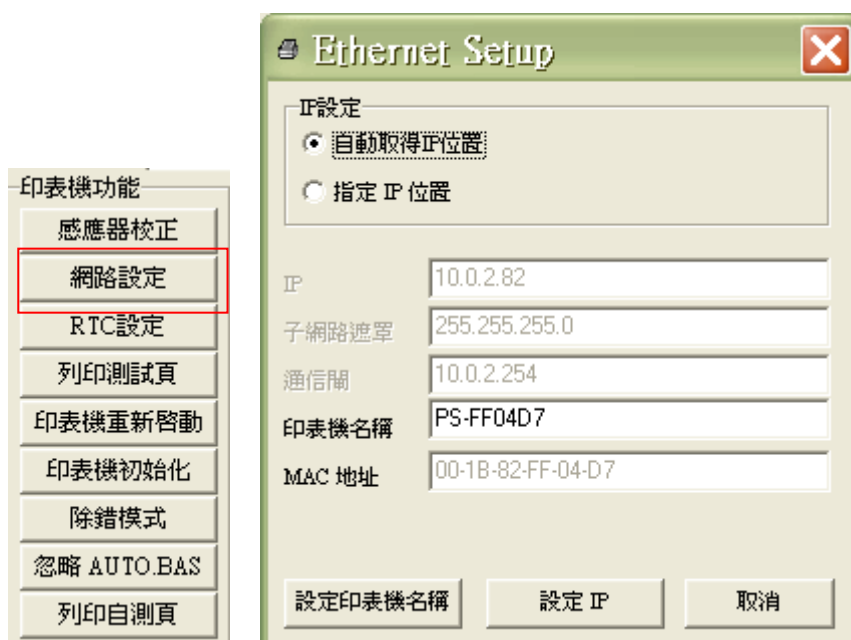 印表機功能
感應器校正
網路設定
RTC設定
列印測試頁
印表機重新啓動
印表機初始化
除錯模式
忽略 AUTO.BAS
列印自測頁
Ethernet Setup
IP設定
自動取得IP位置
指定 IP 位置
IP 10.0.2.82
子網路遮罩 255.255.255.0
通信閘 10.0.2.254
印表機名稱 PS-FF04D7
MAC 地址 00-1B-82-FF-04-D7
設定印表機名稱 設定 IP 取消